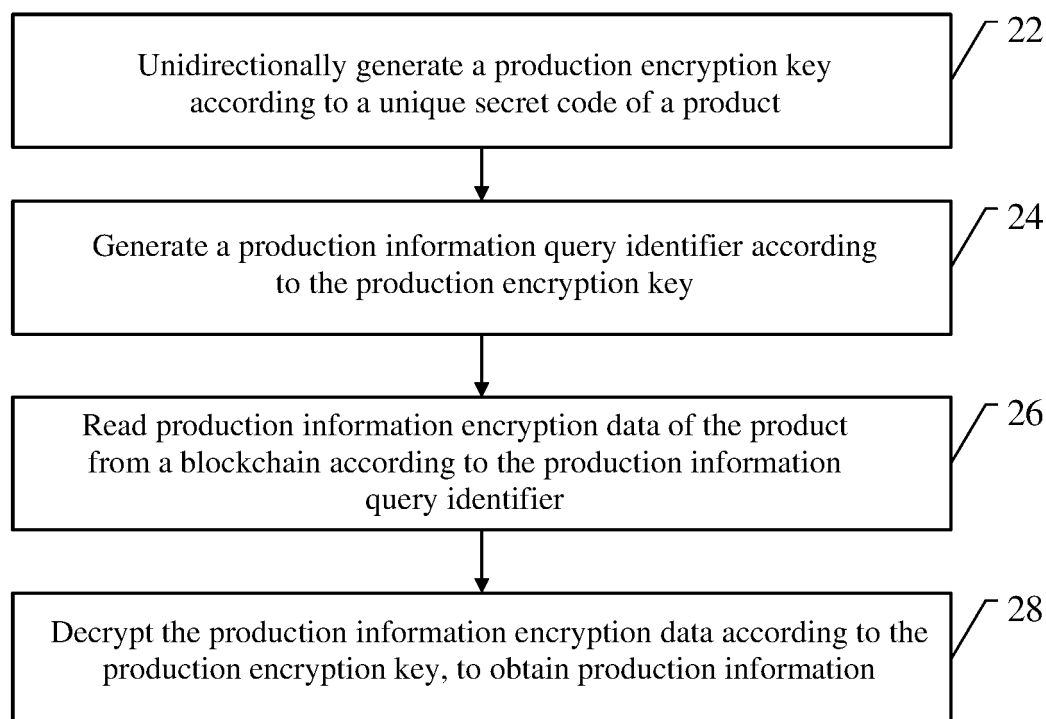 22
Unidirectionally generate a production encryption key
according to a unique secret code of a product
24
Generate a production information query identifier according
to the production encryption key
26
Read production information encryption data of the product
from a blockchain according to the production information
query identifier
28
Decrypt the production information encryption data according to the
production encryption key, to obtain production information